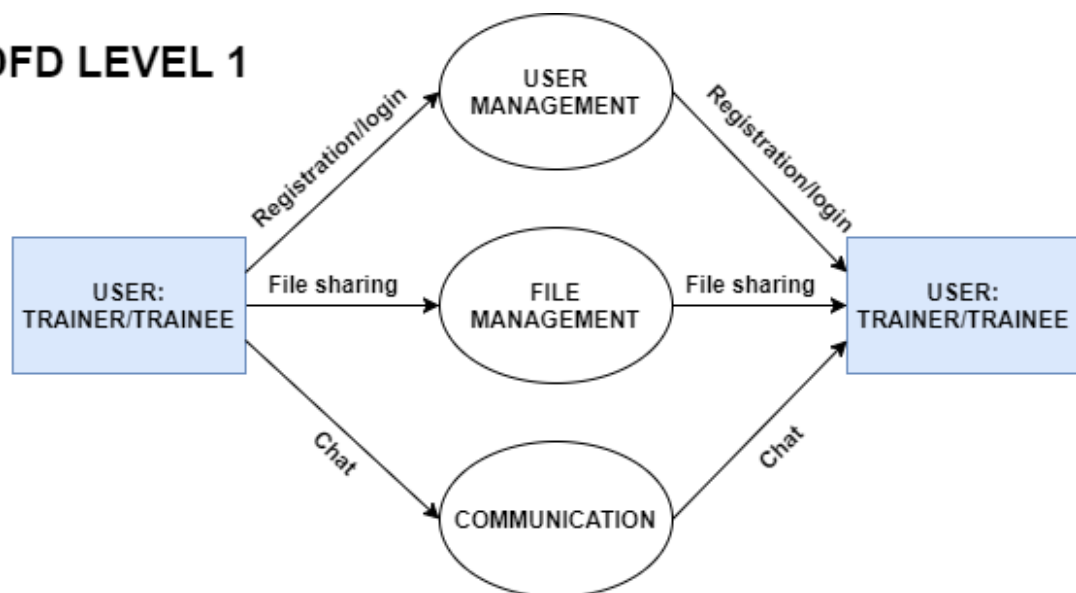 DFD LEVEL 1
USER
MANAGEMENT
Registration/login
Registration/login
USER:
TRAINER/TRAINEE
File sharing
FILE
MANAGEMENT
File sharing
USER:
TRAINER/TRAINEE
Chat
COMMUNICATION
Chat